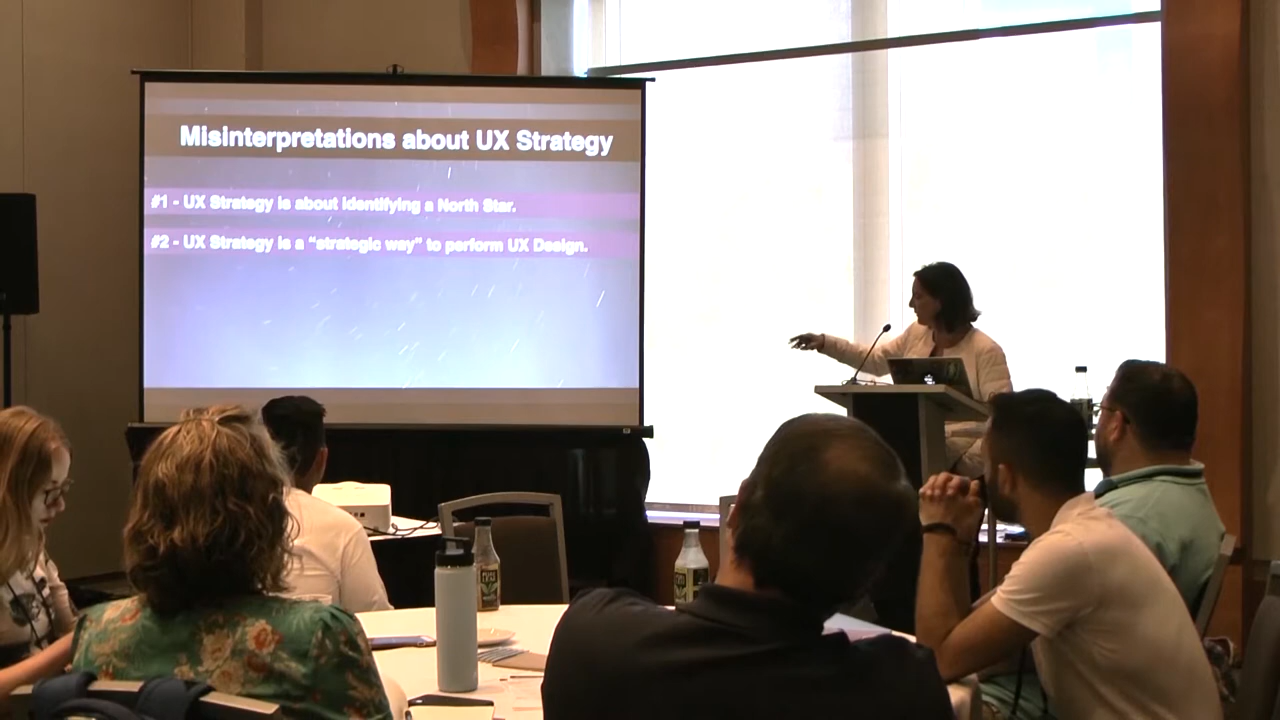 Misinterpretations about UX Strategy
#1 - UX Strategy is about identifying a North Star.
#2 - UX Strategy is a “strategic way” to perform UX Design.